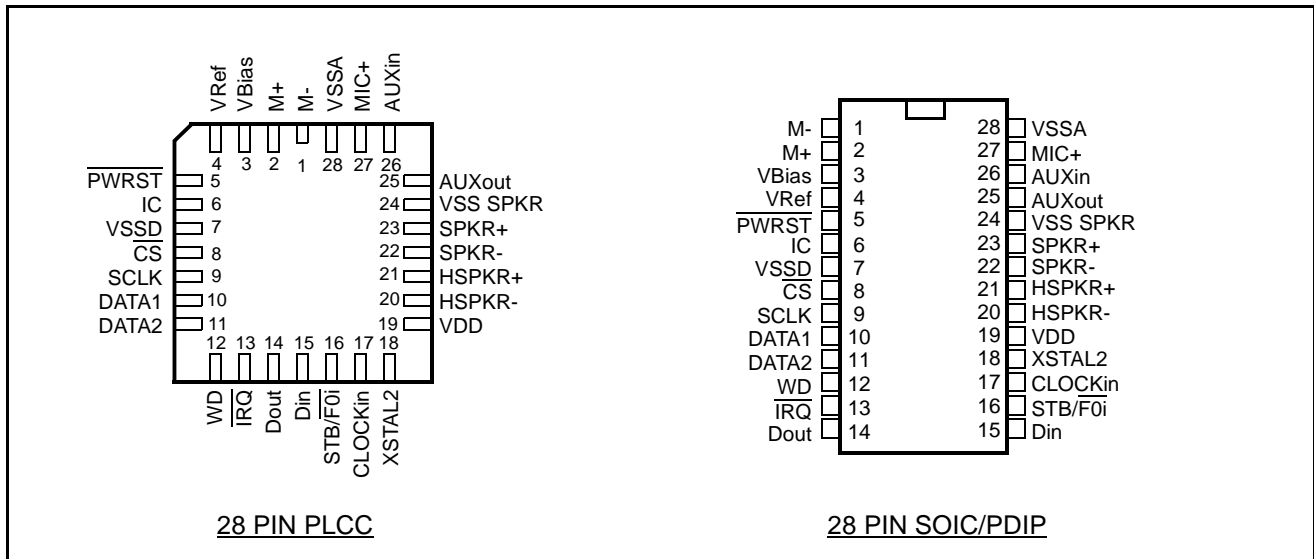 VRef
VBias
M+
M-
VSSA
MIC+
AUXin
4
3
2
1
28
27
26
PWRST 5
IC 6
VSSD 7
CS 8
SCLK 9
DATA1 10
DATA2 11
25 AUXout
24 VSS SPKR
23 SPKR+
22 SPKR-
21 HSPKR+
20 HSPKR-
19 VDD
12
13
14
15
16
17
18
WD
IRQ
Dout
Din
STB/F0i
CLOCKin
XSTAL2
28 PIN PLCC
M- 1
M+ 2
VBias 3
VRef 4
PWRST 5
IC 6
VSSD 7
CS 8
SCLK 9
DATA1 10
DATA2 11
WD 12
IRQ 13
Dout 14
28 VSSA
27 MIC+
26 AUXin
25 AUXout
24 VSS SPKR
23 SPKR+
22 SPKR-
21 HSPKR+
20 HSPKR-
19 VDD
18 XSTAL2
17 CLOCKin
16 STB/F0i
15 Din
28 PIN SOIC/PDIP